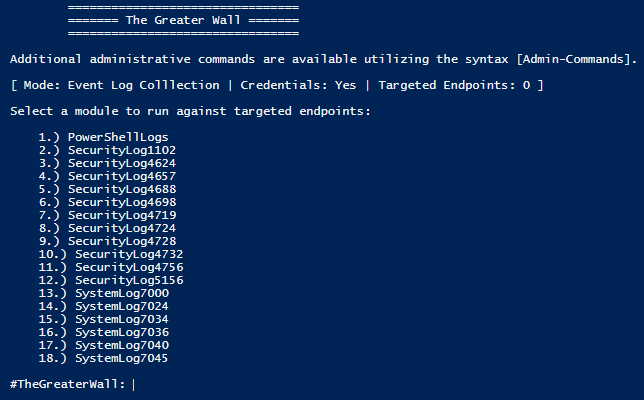 ===============================
======= The Greater Wall =======
===============================
Additional administrative commands are available utilizing the syntax [Admin-Commands].
[ Mode: Event Log Colllection | Credentials: Yes | Targeted Endpoints: 0 ]
Select a module to run against targeted endpoints:
1.) PowerShellLogs
2.) SecurityLog1102
3.) SecurityLog4624
4.) SecurityLog4657
5.) SecurityLog4688
6.) SecurityLog4698
7.) SecurityLog4719
8.) SecurityLog4724
9.) SecurityLog4728
10.) SecurityLog4732
11.) SecurityLog4756
12.) SecurityLog5156
13.) SystemLog7000
14.) SystemLog7024
15.) SystemLog7034
16.) SystemLog7036
17.) SystemLog7040
18.) SystemLog7045
#TheGreaterWall: